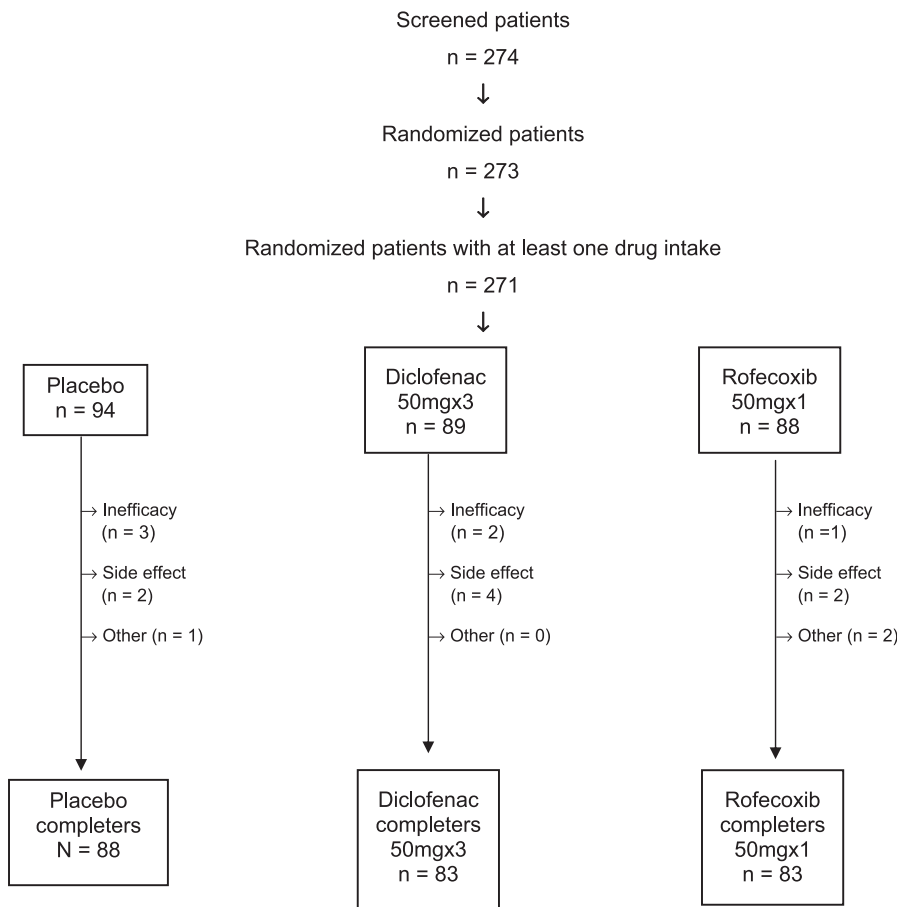 Screened patients
n = 274
↓
Randomized patients
n = 273
↓
Randomized patients with at least one drug intake
n = 271
↓
Placebo
n = 94
Diclofenac
50mgx3
n = 89
Rofecoxib
50mgx1
n = 88
Inefficacy
(n = 3)
Side effect
(n = 2)
Other (n = 1)
Inefficacy
(n = 2)
Side effect
(n = 4)
Other (n = 0)
Inefficacy
(n =1)
Side effect
(n = 2)
Other (n = 2)
Placebo
completers
N = 88
Diclofenac
completers
50mgx3
n = 83
Rofecoxib
completers
50mgx1
n = 83